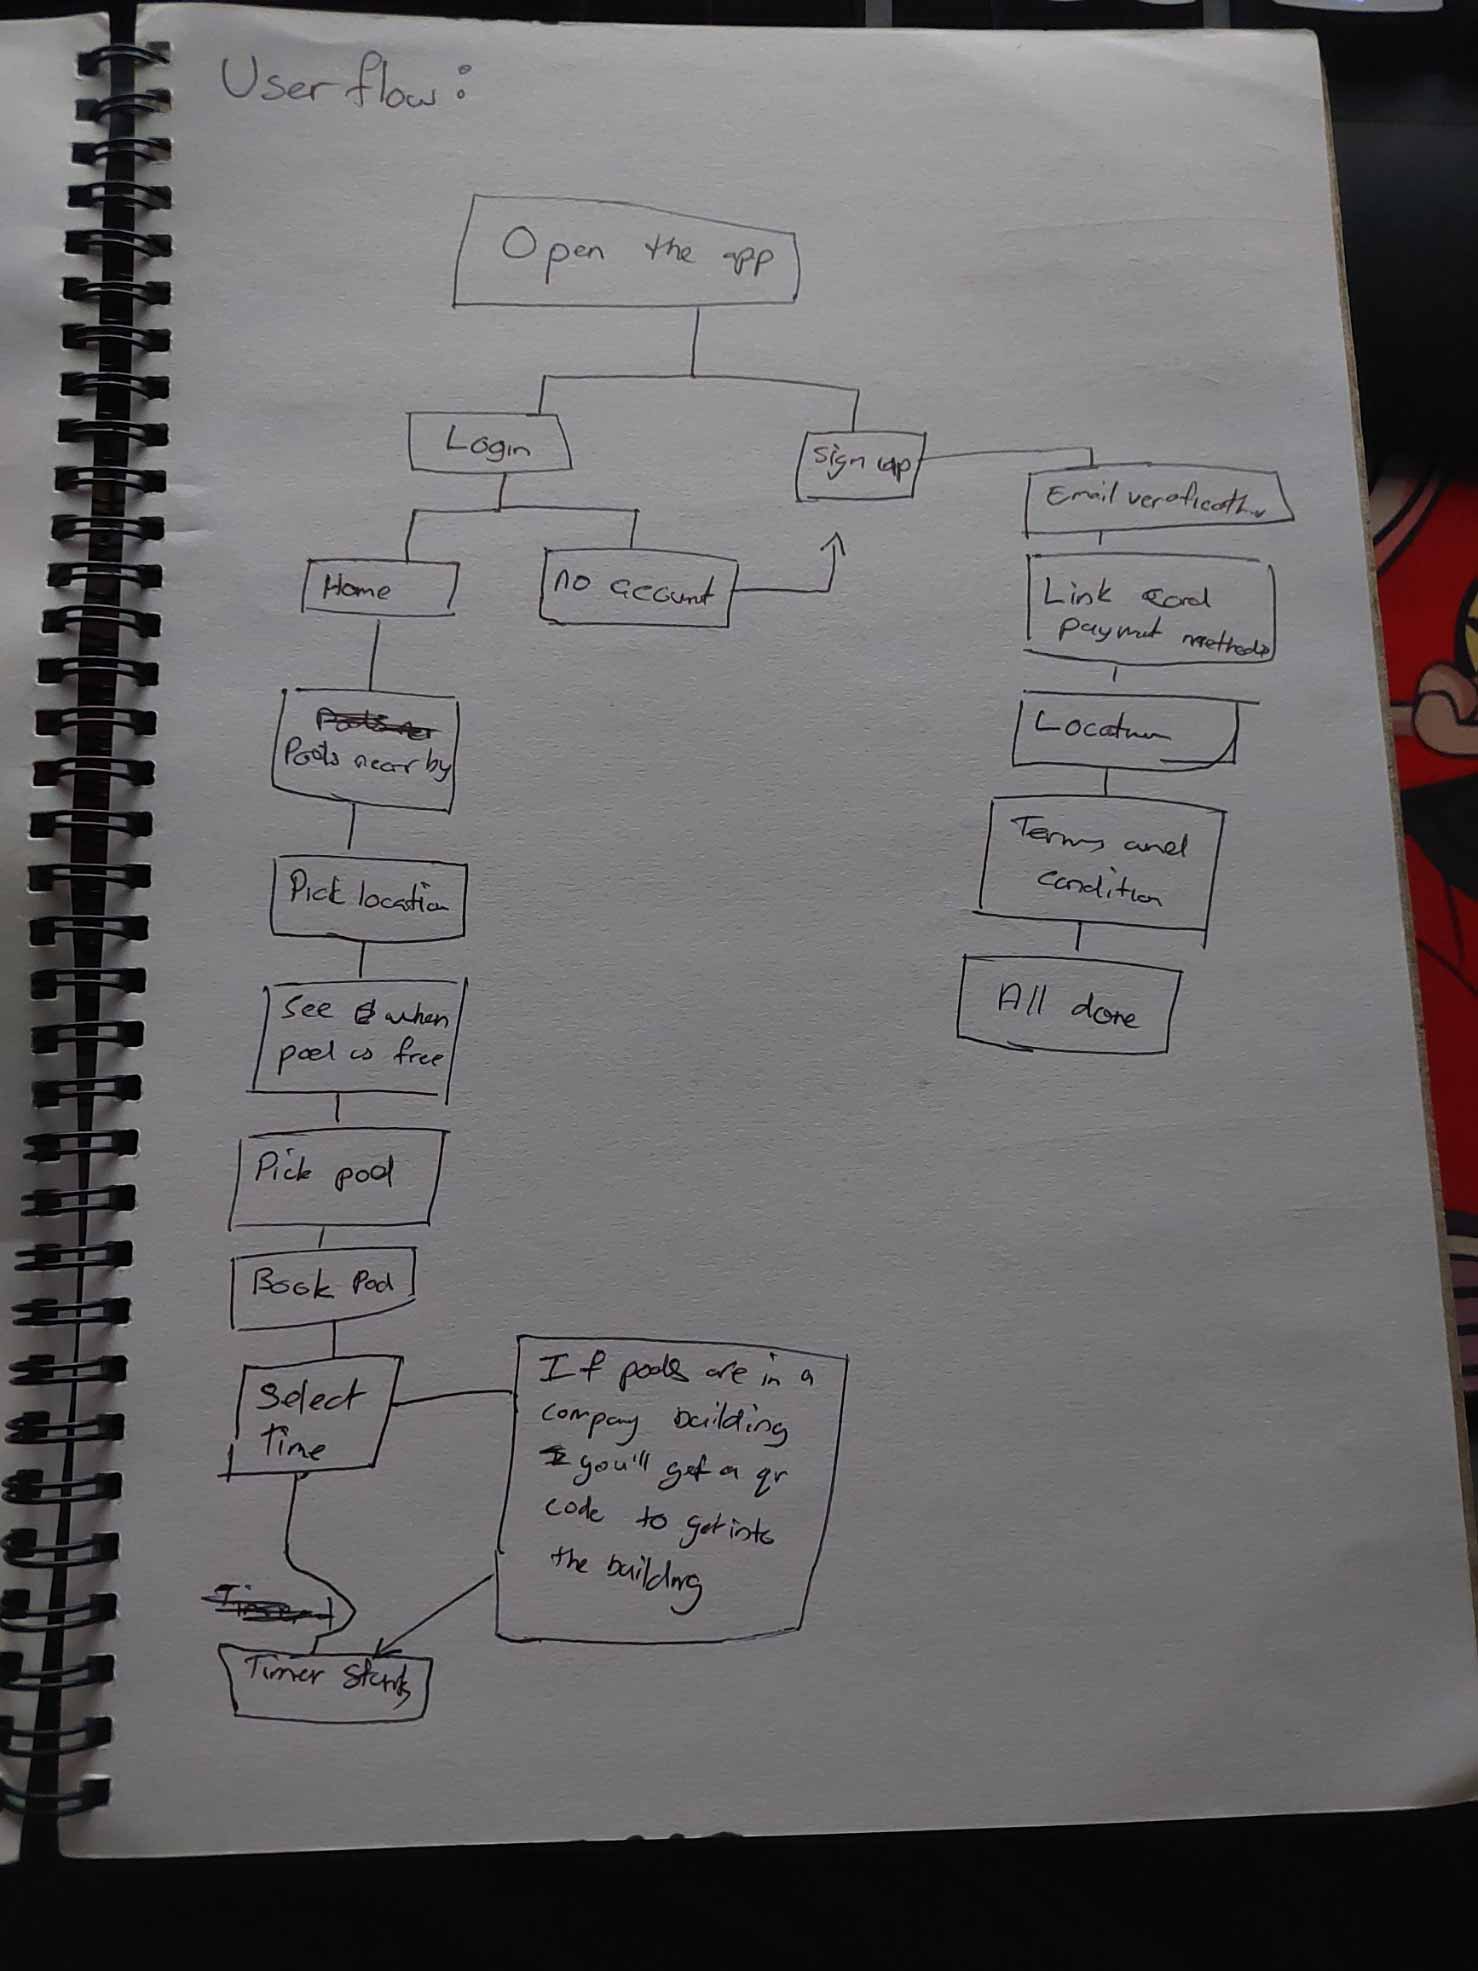 User flow:
Open the app
Login
Sign up
Email verification
Home
no account
Link card
payment methods
Pods near by
Location
Pick location
Terms and
condition
See when
pod is free
All done
Pick pod
Book Pod
Select
time
If pods are in a
company building
you'll get a qr
code to get into
the building
Timer starts